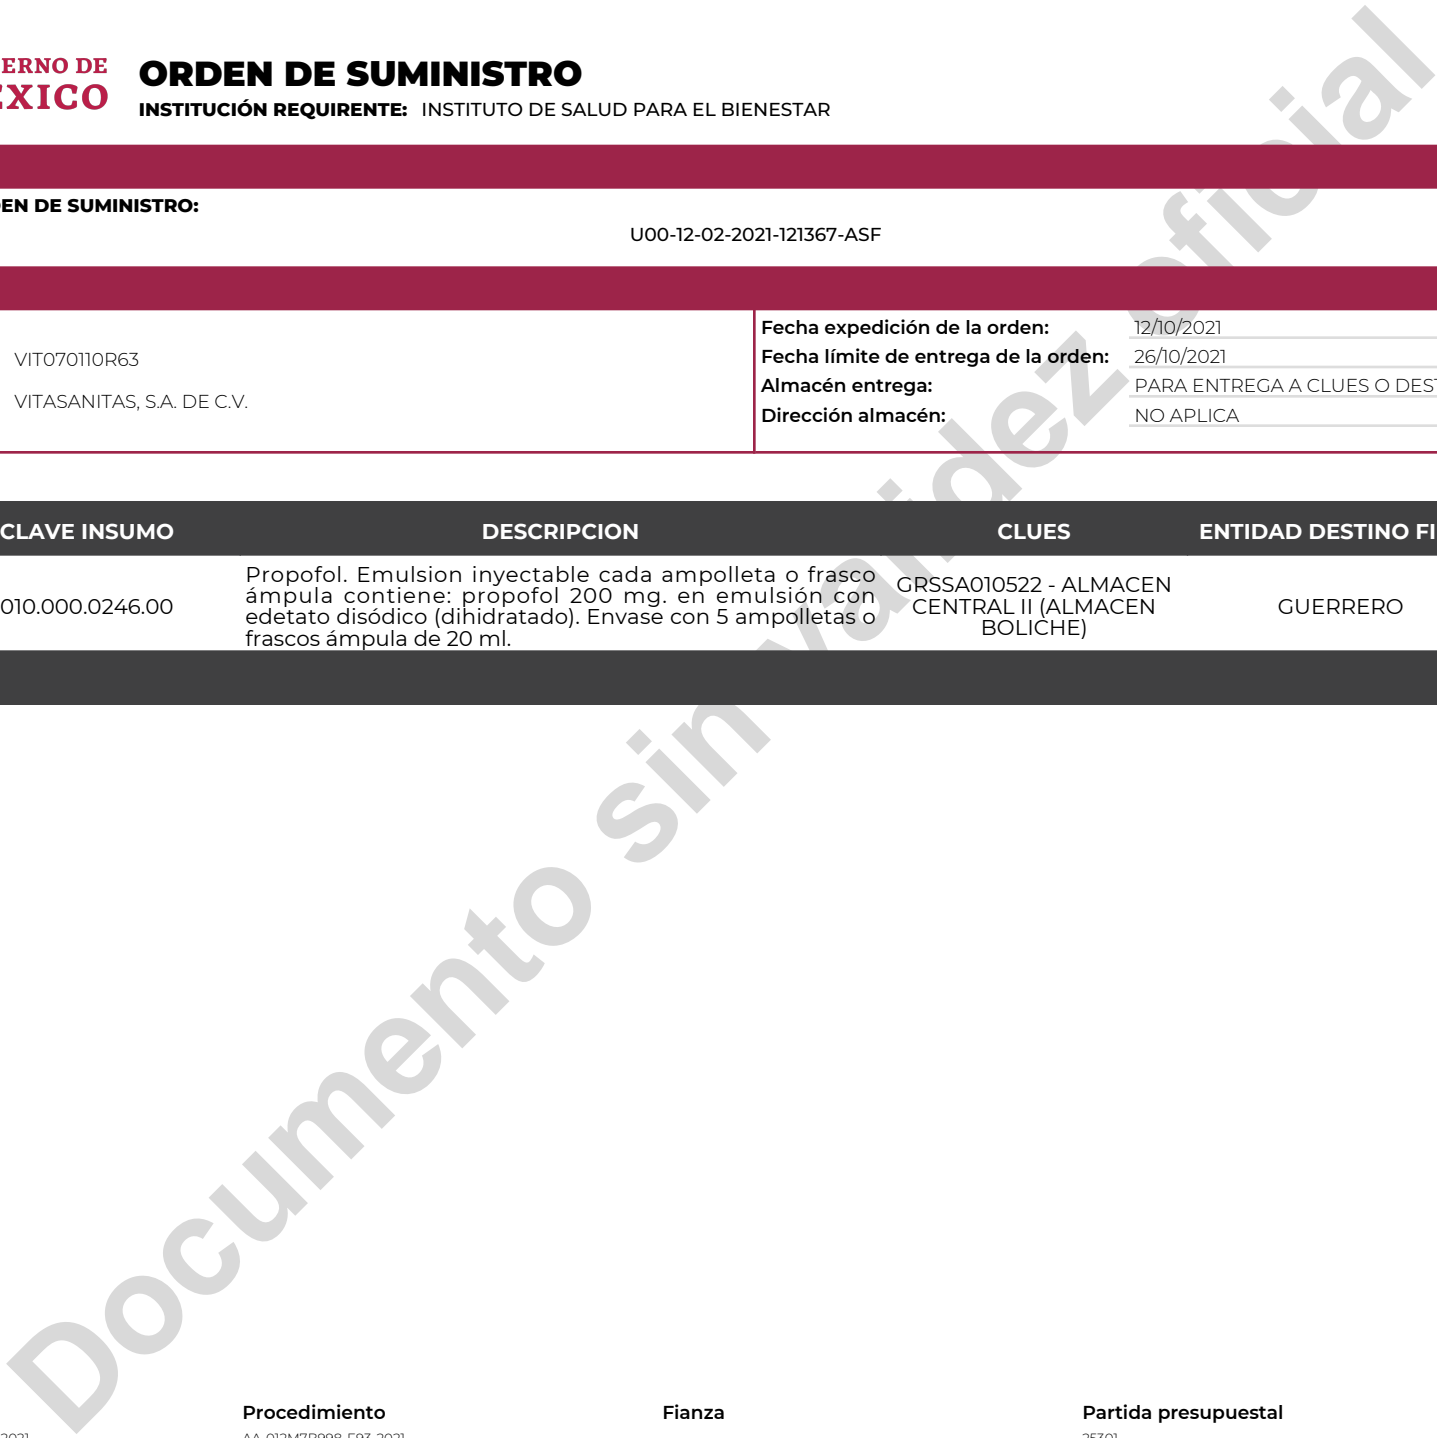 ERNO DE
ORDEN DE SUMINISTRO
EXICO
INSTITUCIÓN REQUIRENTE: INSTITUTO DE SALUD PARA EL BIENESTAR
EN DE SUMINISTRO:
U00-12-02-2021-121367-ASF
VIT070110R63
VITASANITAS, S.A. DE C.V.
Fecha expedición de la orden: 12/10/2021
Fecha límite de entrega de la orden: 26/10/2021
Almacén entrega: PARA ENTREGA A CLUES O DEST
Dirección almacén: NO APLICA
CLAVE INSUMO DESCRIPCION CLUES ENTIDAD DESTINO FI
010.000.0246.00
Propofol. Emulsion inyectable cada ampolleta o frasco
ámpula contiene: propofol 200 mg. en emulsión con
edetato disódico (dihidratado). Envase con 5 ampolletas o
frascos ámpula de 20 ml.
GRSSA010522 - ALMACEN
CENTRAL II (ALMACEN
BOLICHE)
GUERRERO
Documento sin validez oficial
Procedimiento Fianza Partida presupuestal